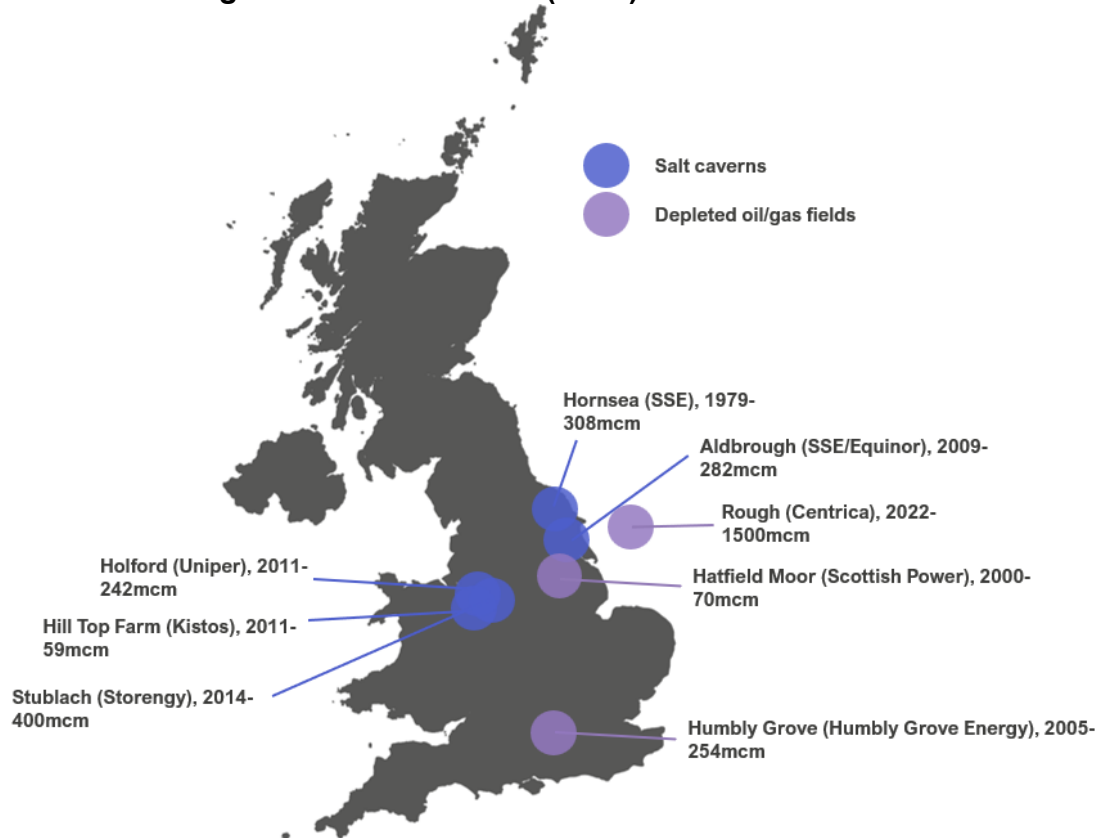 Salt caverns
Depleted oil/gas fields
Hornsea (SSE), 1979-
308mcm
Aldbrough (SSE/Equinor), 2009-
282mcm
Rough (Centrica), 2022-
1500mcm
Holford (Uniper), 2011-
242mcm
Hatfield Moor (Scottish Power), 2000-
70mcm
Hill Top Farm (Kistos), 2011-
59mcm
Stublach (Storengy), 2014-
400mcm
Humbly Grove (Humbly Grove Energy), 2005-
254mcm